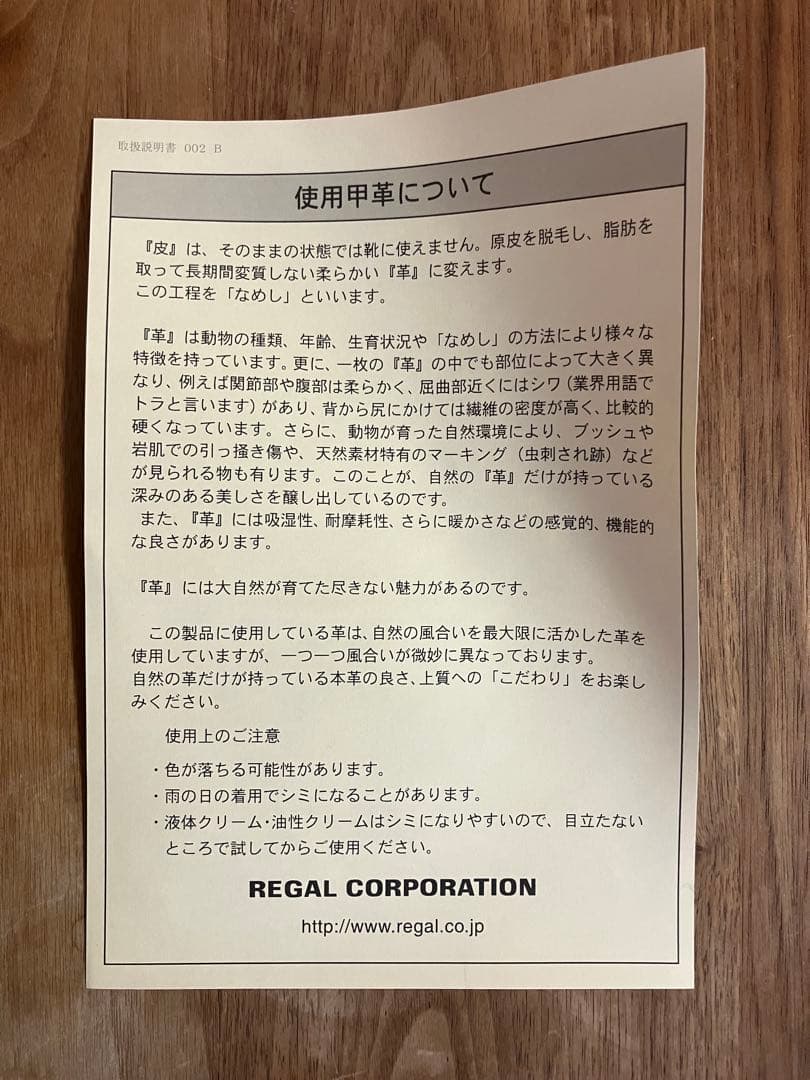 取扱説明書 002 B
使用甲革について
『皮』は、そのままの状態では靴に使えません。原皮を脱毛し、脂肪を
取って長期間変質しない柔らかい『革』に変えます。
この工程を「なめし」といいます。
『革』は動物の種類、年齢、生育状況や「なめし」の方法により様々な
特徴を持っています。更に、一枚の『革』の中でも部位によって大きく異
なり、例えば関節部や腹部は柔らかく、屈曲部近くにはシワ（業界用語で
トラと言います）があり、背から尻にかけては繊維の密度が高く、比較的
硬くなっています。さらに、動物が育った自然環境により、ブッシュや
岩肌での引っ掻き傷や、天然素材特有のマーキング（虫刺され跡）など
が見られる物も有ります。このことが、自然の『革』だけが持っている
深みのある美しさを醸し出しているのです。
また、『革』には吸湿性、耐摩耗性、さらに暖かさなどの感覚的、機能的
な良さがあります。
『革』には大自然が育てた尽きない魅力があるのです。
この製品に使用している革は、自然の風合いを最大限に活かした革を
使用していますが、一つ一つ風合いが微妙に異なっております。
自然の革だけが持っている本革の良さ、上質への「こだわり」をお楽し
みください。
使用上のご注意
・色が落ちる可能性があります。
・雨の日の着用でシミになることがあります。
・液体クリーム・油性クリームはシミになりやすいので、目立たない
ところで試してからご使用ください。
REGAL CORPORATION
http://www.regal.co.jp